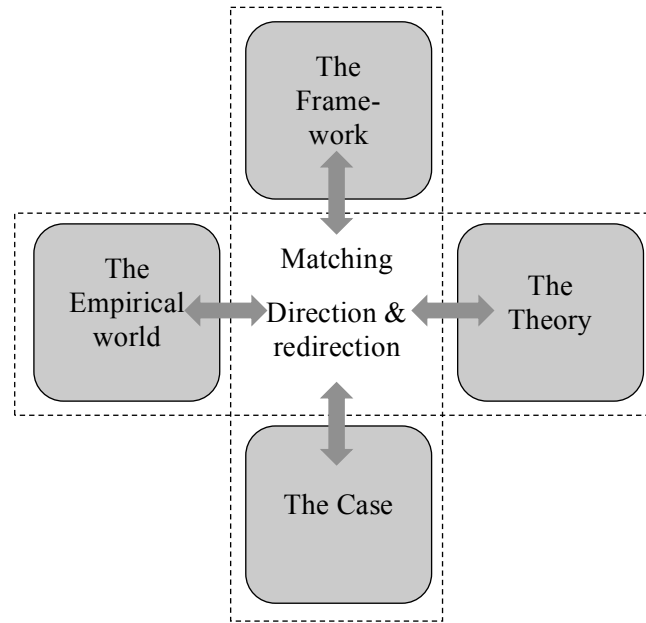 The
Frame-
work
The
Empirical
world
Matching
Direction &
redirection
The
Theory
The Case